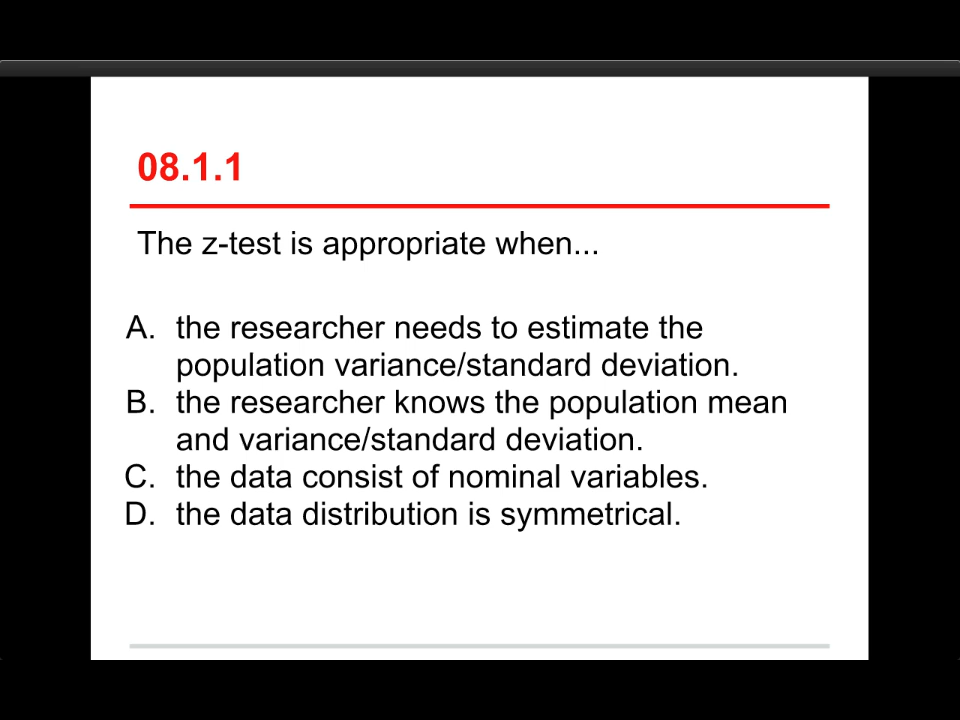 08.1.1
The z-test is appropriate when...
A. the researcher needs to estimate the
population variance/standard deviation.
B. the researcher knows the population mean
and variance/standard deviation.
C. the data consist of nominal variables.
D. the data distribution is symmetrical.